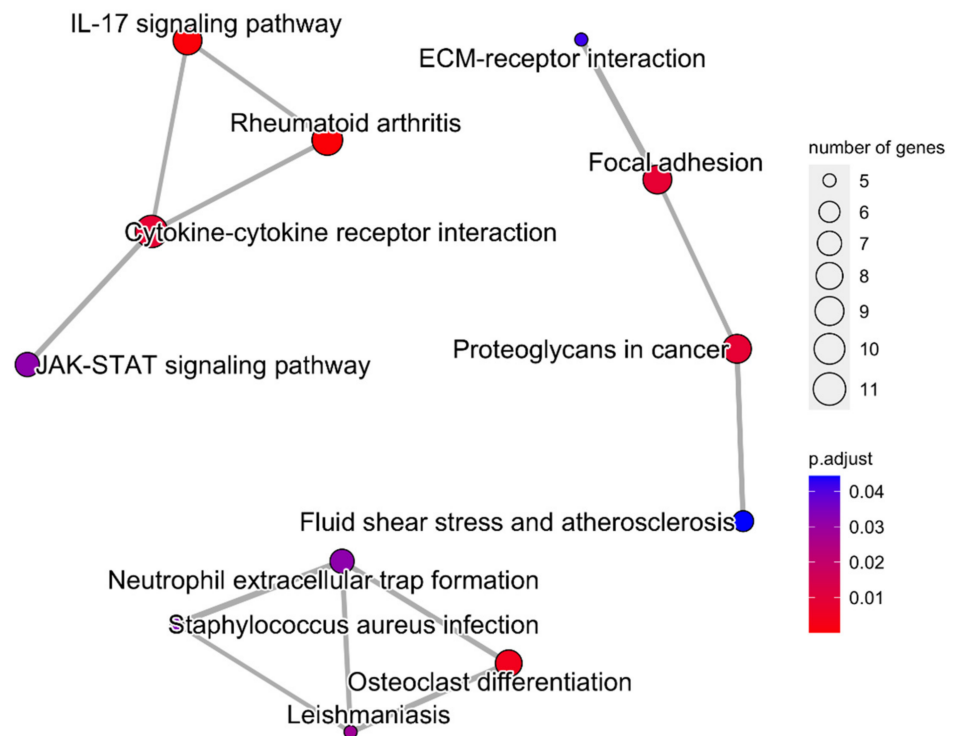 IL-17 signaling pathway
ECM-receptor interaction
Rheumatoid arthritis
Focal adhesion
Cytokine-cytokine receptor interaction
Proteoglycans in cancer
JAK-STAT signaling pathway
Fluid shear stress and atherosclerosis
Neutrophil extracellular trap formation
Staphylococcus aureus infection
Osteoclast differentiation
Leishmaniasis
number of genes
5
6
7
8
9
10
11
p.adjust
0.04
0.03
0.02
0.01